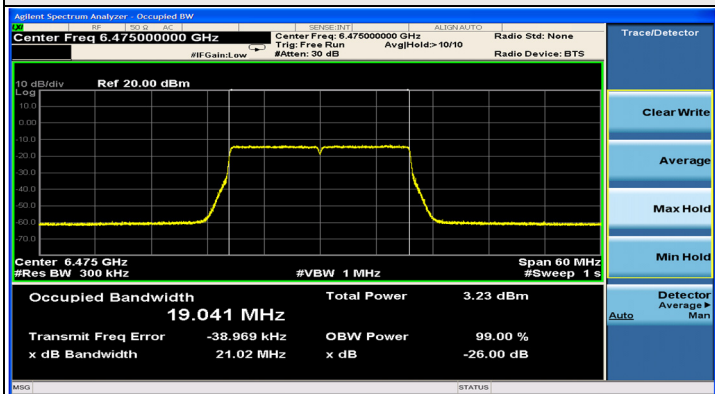 Agilent Spectrum Analyzer - Occupied BW
RF 50 Ω AC SENSE:INT ALIGN AUTO
Center Freq 6.475000000 GHz
Center Freq: 6.475000000 GHz
Radio Std: None
Trig: Free Run Avg|Hold:>10/10
#IFGain:Low #Atten: 30 dB Radio Device: BTS
Trace/Detector
10 dB/div Ref 20.00 dBm
Log
10.0
0.00
-10.0
-20.0
-30.0
-40.0
-50.0
-60.0
-70.0
Center 6.475 GHz Span 60 MHz
#Res BW 300 kHz #VBW 1 MHz #Sweep 1 s
Occupied Bandwidth Total Power 3.23 dBm
19.041 MHz
Transmit Freq Error -38.969 kHz OBW Power 99.00 %
x dB Bandwidth 21.02 MHz x dB -26.00 dB
Clear Write
Average
Max Hold
Min Hold
Detector
Average▶
Auto Man
MSG STATUS